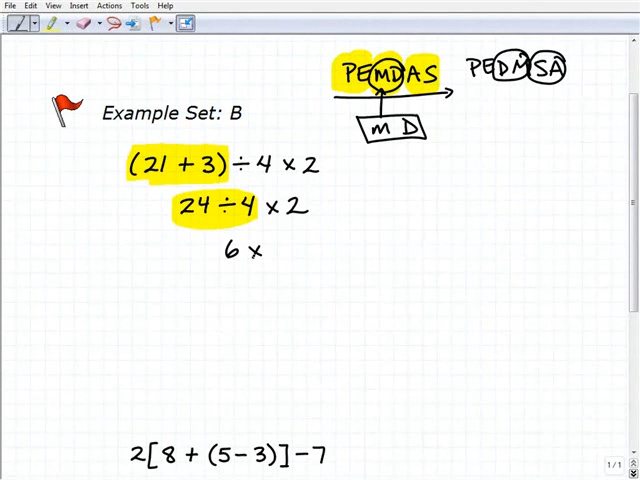 File Edit View Insert Actions Tools Help
PEMDAS PEDMSA
M D
Example Set: B
(21 + 3) ÷ 4 × 2
24 ÷ 4 × 2
6 ×
2[8 + (5 - 3)] - 7
1 / 1